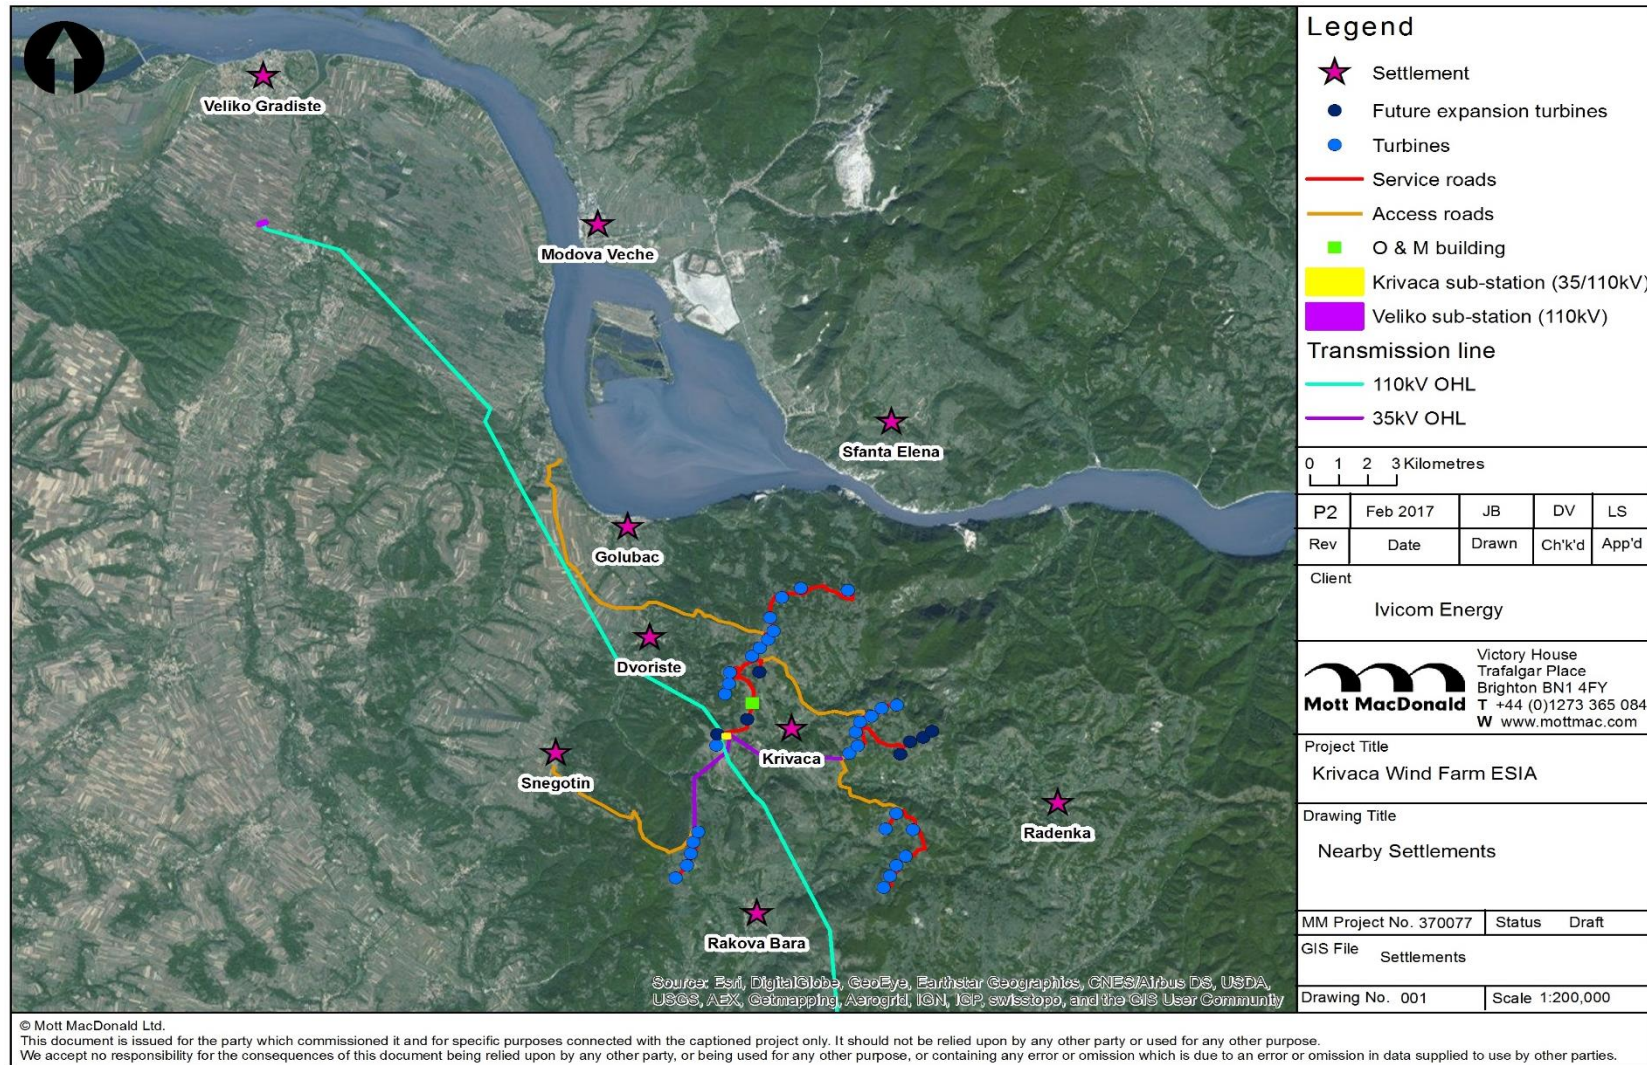 Veliko Gradiste
Modova Veche
Sfanta Elena
Golubac
Dvoriste
Krivaca
Snegotin
Radenka
Rakova Bara
Source: Esri, DigitalGlobe, GeoEye, Earthstar Geographics, CNES/Airbus DS, USDA,
USGS, AEX, Getmapping, Aerogrid, IGN, IGP, swisstopo, and the GIS User Community
Legend
Settlement
Future expansion turbines
Turbines
Service roads
Access roads
O & M building
Krivaca sub-station (35/110kV)
Veliko sub-station (110kV)
Transmission line
110kV OHL
35kV OHL
0 1 2 3 Kilometres
P2 Feb 2017 JB DV LS
Rev Date Drawn Ch'k'd App'd
Client
Ivicom Energy
Mott MacDonald
Victory House
Trafalgar Place
Brighton BN1 4FY
T +44 (0)1273 365 084
W www.mottmac.com
Project Title
Krivaca Wind Farm ESIA
Drawing Title
Nearby Settlements
MM Project No. 370077 Status Draft
GIS File Settlements
Drawing No. 001 Scale 1:200,000
© Mott MacDonald Ltd.
This document is issued for the party which commissioned it and for specific purposes connected with the captioned project only. It should not be relied upon by any other party or used for any other purpose.
We accept no responsibility for the consequences of this document being relied upon by any other party, or being used for any other purpose, or containing any error or omission which is due to an error or omission in data supplied to use by other parties.